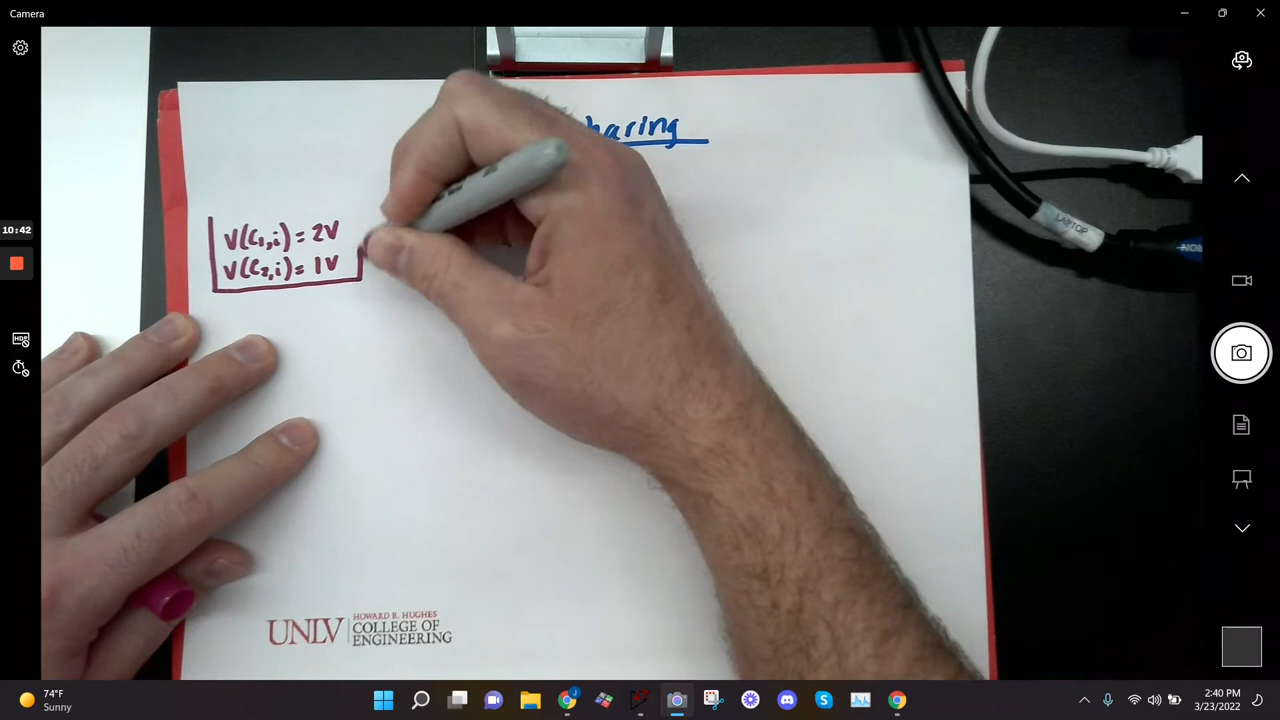 Camera
haring
10:42
V(C₁,i) = 2V
V(C₂,i) = 1V
LAPTOP
UNLV
HOWARD R. HUGHES
COLLEGE OF
ENGINEERING
74°F
Sunny
2:40 PM
3/23/2022